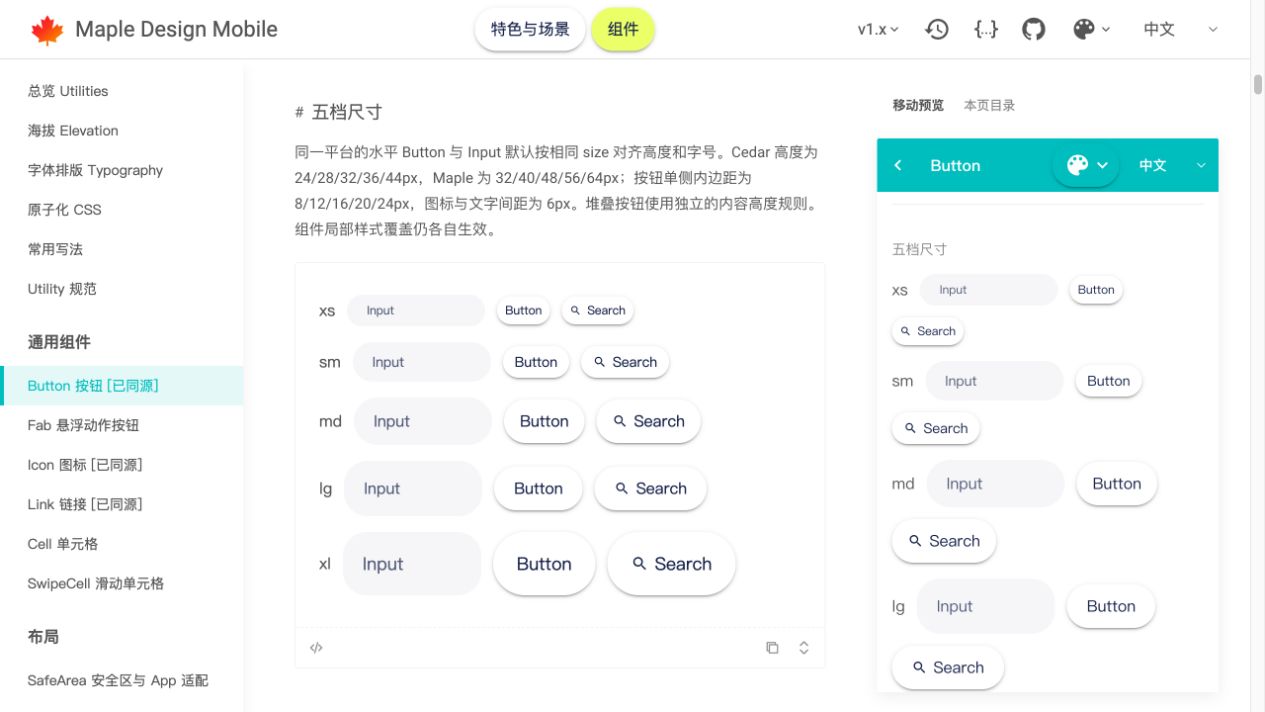 Maple Design Mobile
特色与场景
组件
v1.x
中文
总览 Utilities
海拔 Elevation
字体排版 Typography
原子化 CSS
常用写法
Utility 规范
通用组件
Button 按钮 [已同源]
Fab 悬浮动作按钮
Icon 图标 [已同源]
Link 链接 [已同源]
Cell 单元格
SwipeCell 滑动单元格
布局
SafeArea 安全区与 App 适配
# 五档尺寸
同一平台的水平 Button 与 Input 默认按相同 size 对齐高度和字号。Cedar 高度为
24/28/32/36/44px，Maple 为 32/40/48/56/64px；按钮单侧内边距为
8/12/16/20/24px，图标与文字间距为 6px。堆叠按钮使用独立的内容高度规则。
组件局部样式覆盖仍各自生效。
xs Input Button Search
sm Input Button Search
md Input Button Search
lg Input Button Search
xl Input Button Search
移动预览 本页目录
Button 中文
五档尺寸
xs Input Button
Search
sm Input Button
Search
md Input Button
Search
lg Input Button
Search